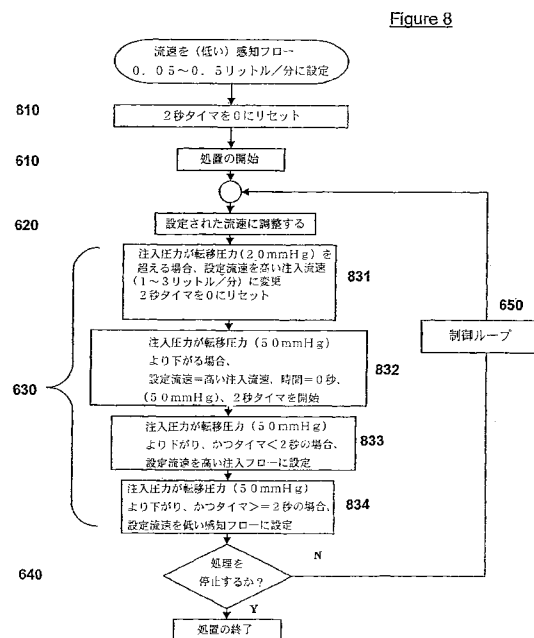 Figure 8
流速を（低い）感知フロー
０．０５～０．５リットル／分に設定
810
２秒タイマを０にリセット
610
処置の開始
620
設定された流速に調整する
630
注入圧力が転移圧力（２０ｍｍＨｇ）を
超える場合、設定流速を高い注入流速
（１～３リットル／分）に変更
２秒タイマを０にリセット
831
注入圧力が転移圧力（５０ｍｍＨｇ）
より下がる場合、
設定流速＝高い注入流速，時間＝０秒、
（５０ｍｍＨｇ）、２秒タイマを開始
832
注入圧力が転移圧力（５０ｍｍＨｇ）
より下がり、かつタイマ＜２秒の場合、
設定流速を高い注入フローに設定
833
注入圧力が転移圧力（５０ｍｍＨｇ）
より下がり、かつタイマ＞＝２秒の場合、
設定流速を低い感知フローに設定
834
650
制御ループ
640
処理を
停止するか？
N
Y
処置の終了